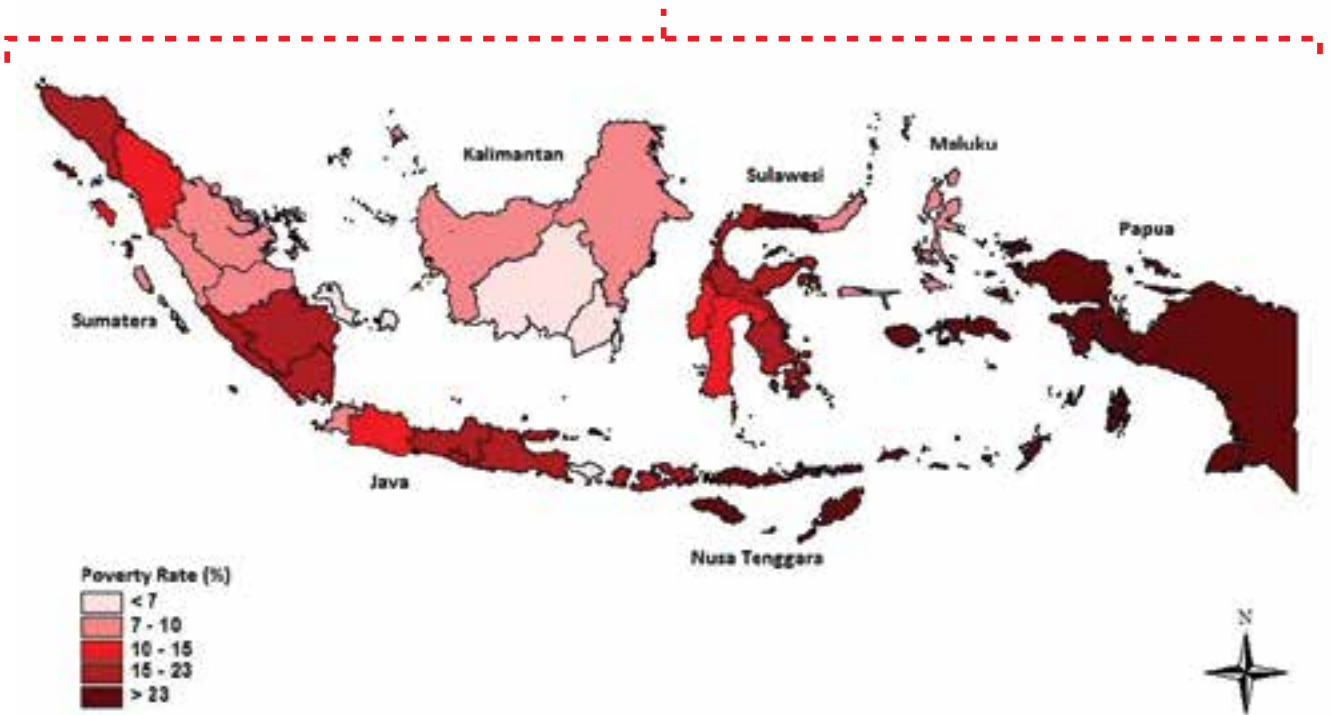 Kalimantan
Maluku
Sulawesi
Papua
Sumatera
Java
Nusa Tenggara
Poverty Rate (%)
< 7
7 - 10
10 - 15
15 - 23
> 23
N